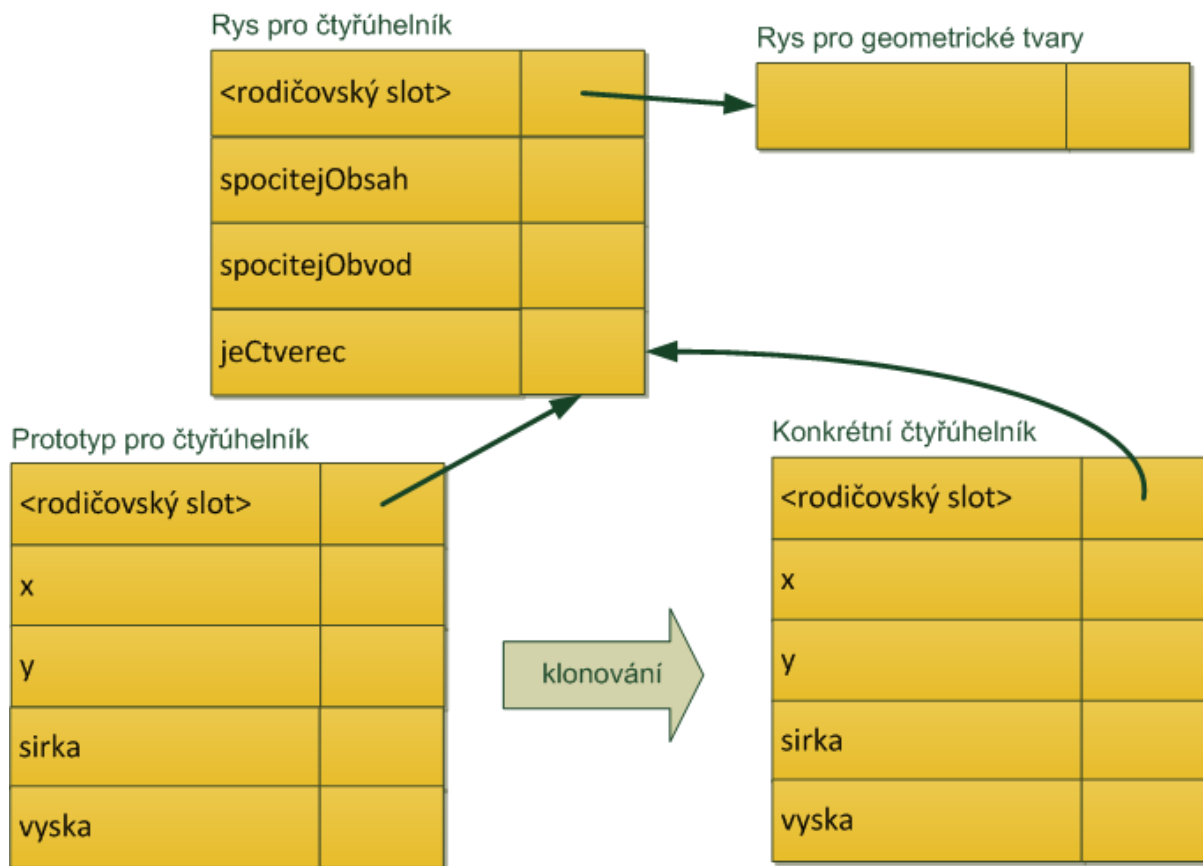 Rys pro čtyřúhelník
<rodičovský slot>
spocitejObsah
spocitejObvod
jeCtverec
Rys pro geometrické tvary
Prototyp pro čtyřúhelník
<rodičovský slot>
x
y
sirka
vyska
klonování
Konkrétní čtyřúhelník
<rodičovský slot>
x
y
sirka
vyska